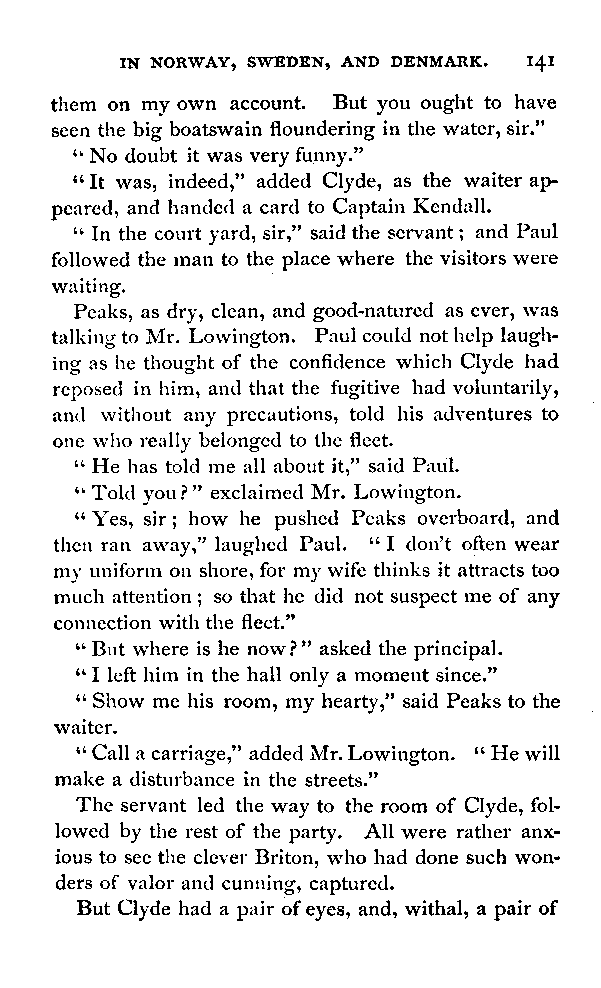 IN NORWAY, SWEDEN, AND DENMARK. 141
them on my own account. But you ought to have
seen the big boatswain floundering in the water, sir."
"No doubt it was very funny."
"It was, indeed," added Clyde, as the waiter ap-
peared, and handed a card to Captain Kendall.
"In the court yard, sir," said the servant; and Paul
followed the man to the place where the visitors were
waiting.
Peaks, as dry, clean, and good-natured as ever, was
talking to Mr. Lowington. Paul could not help laugh-
ing as he thought of the confidence which Clyde had
reposed in him, and that the fugitive had voluntarily,
and without any precautions, told his adventures to
one who really belonged to the fleet.
"He has told me all about it," said Paul.
"Told you?" exclaimed Mr. Lowington.
"Yes, sir; how he pushed Peaks overboard, and
then ran away," laughed Paul. "I don't often wear
my uniform on shore, for my wife thinks it attracts too
much attention; so that he did not suspect me of any
connection with the fleet."
"But where is he now?" asked the principal.
"I left him in the hall only a moment since."
"Show me his room, my hearty," said Peaks to the
waiter.
"Call a carriage," added Mr. Lowington. "He will
make a disturbance in the streets."
The servant led the way to the room of Clyde, fol-
lowed by the rest of the party. All were rather anx-
ious to see the clever Briton, who had done such won-
ders of valor and cunning, captured.
But Clyde had a pair of eyes, and, withal, a pair of